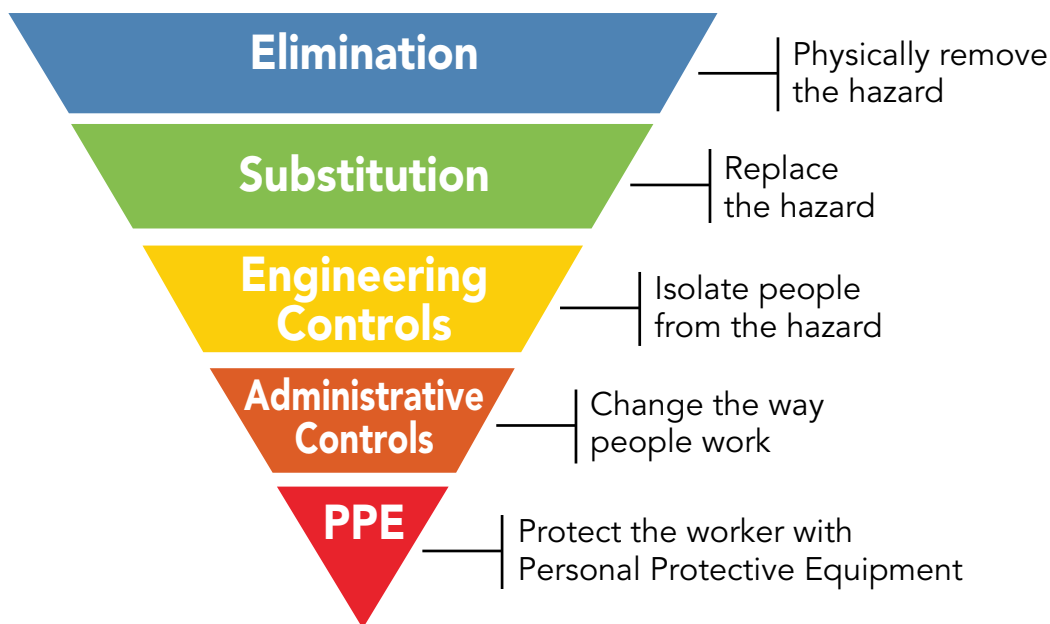 Elimination
Physically remove
the hazard
Substitution
Replace
the hazard
Engineering
Controls
Isolate people
from the hazard
Administrative
Controls
Change the way
people work
PPE
Protect the worker with
Personal Protective Equipment